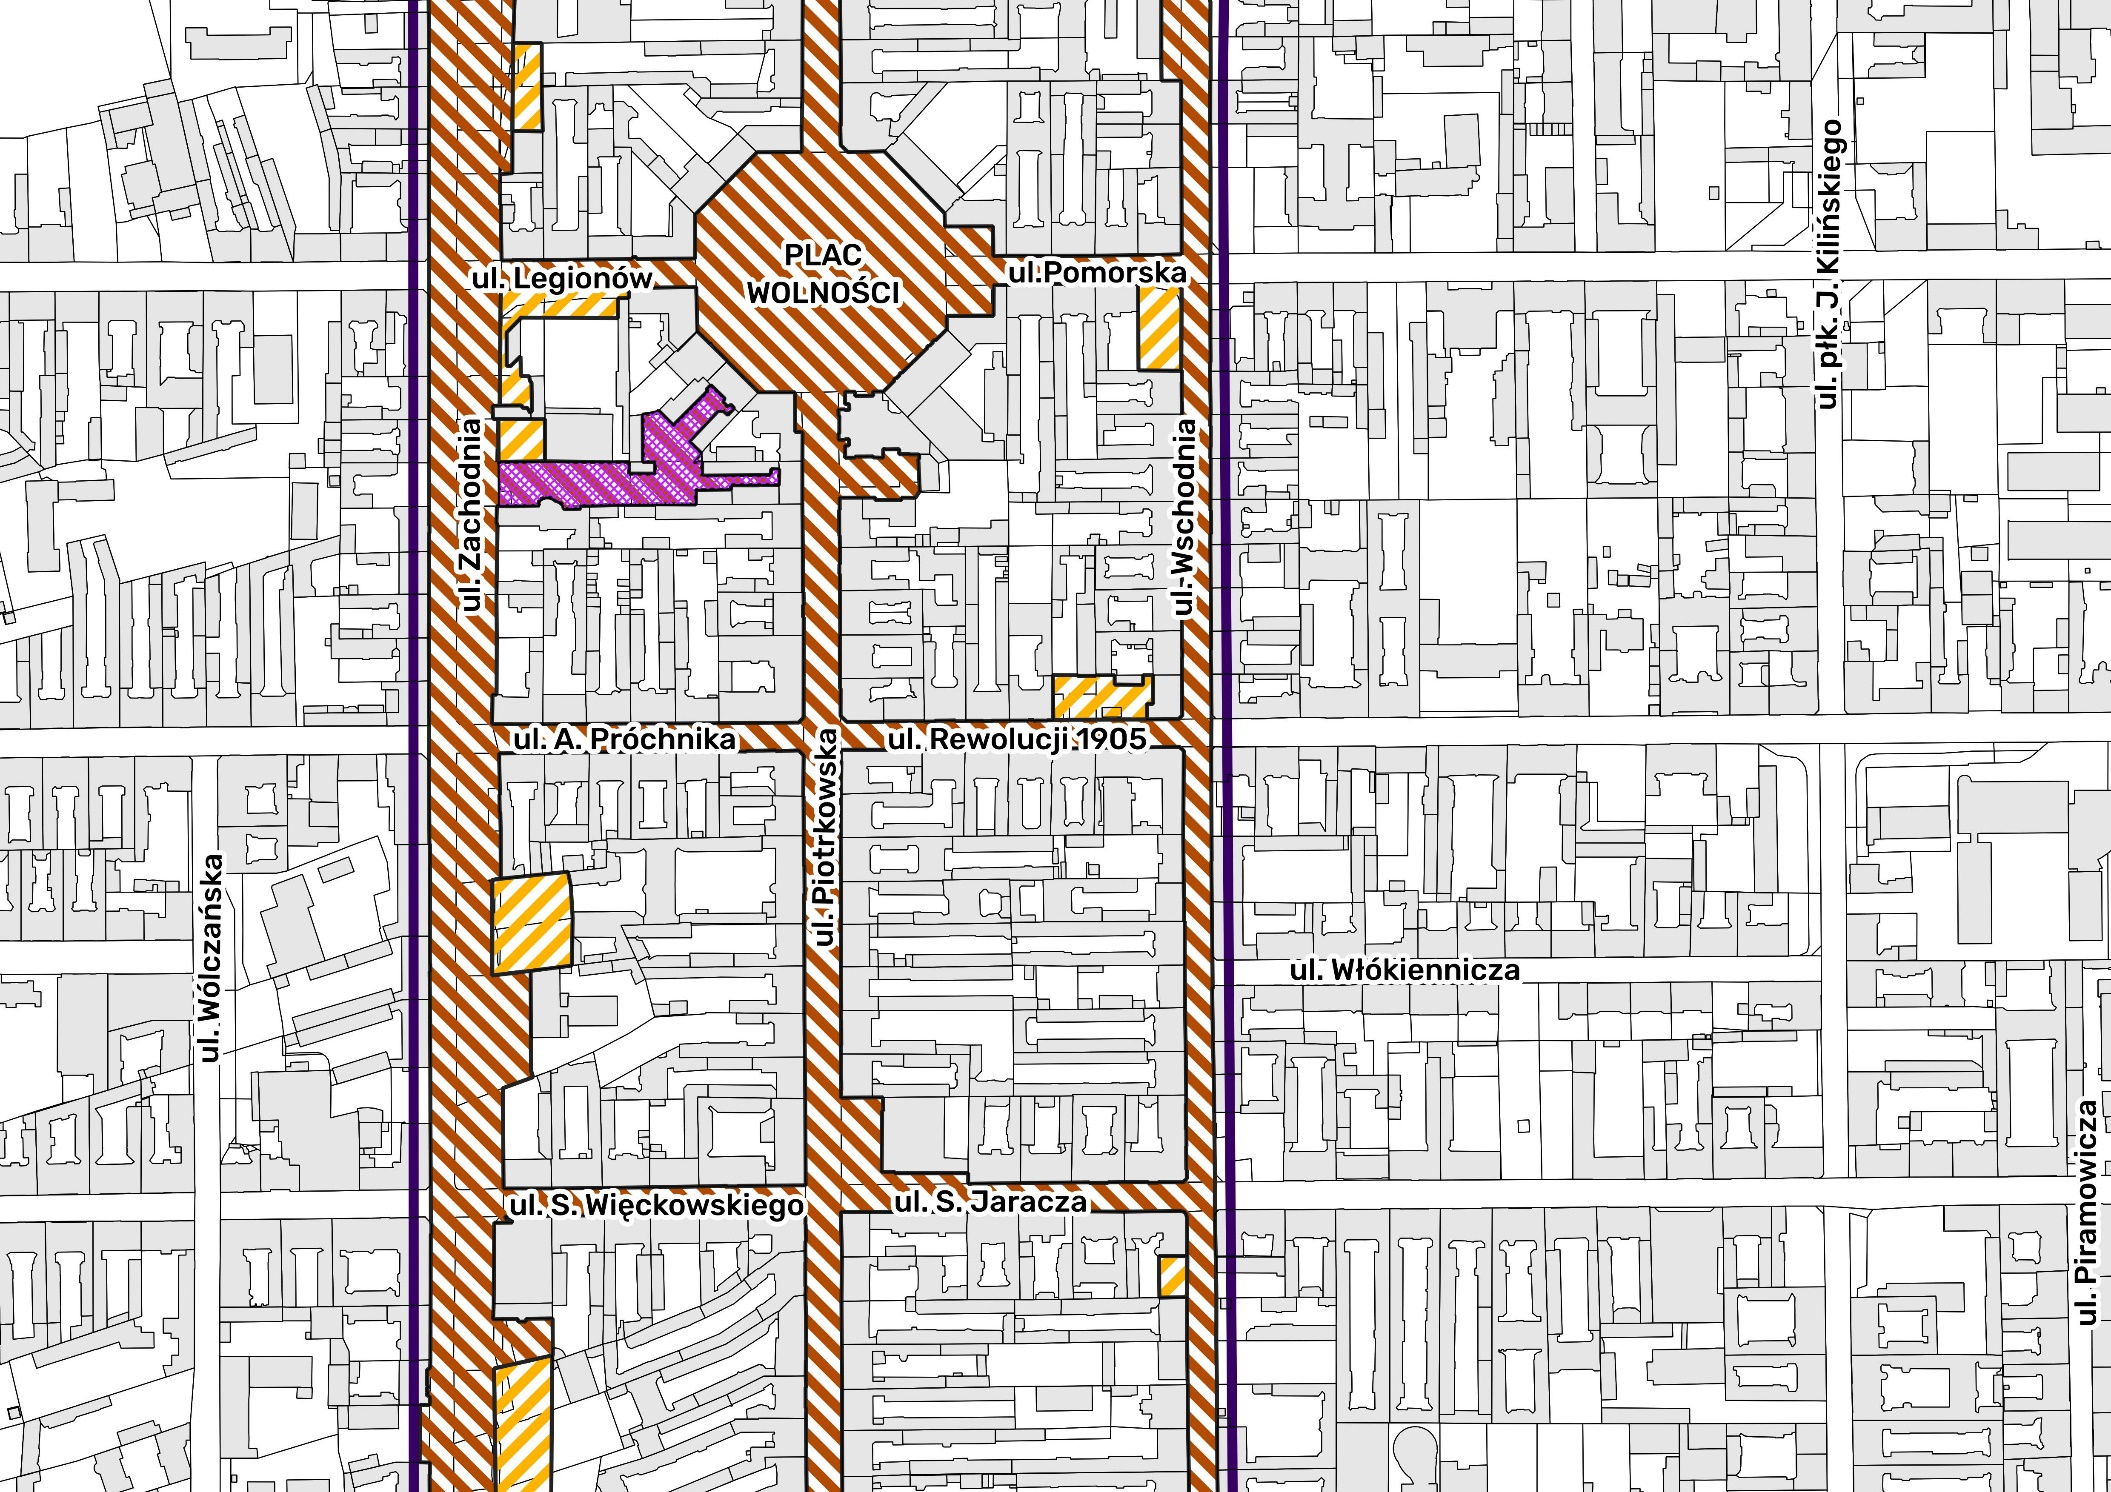 PLAC
WOLNOŚCI
ul. Legionów
ul.Pomorska
ul. płk. J. Kilińskiego
ul. Zachodnia
ul. Wschodnia
ul. A. Próchnika
ul. Rewolucji 1905
ul. Piotrkowska
ul. Wólczańska
ul. Włókiennicza
ul. S. Więckowskiego
ul. S. Jaracza
ul. Piramowicza